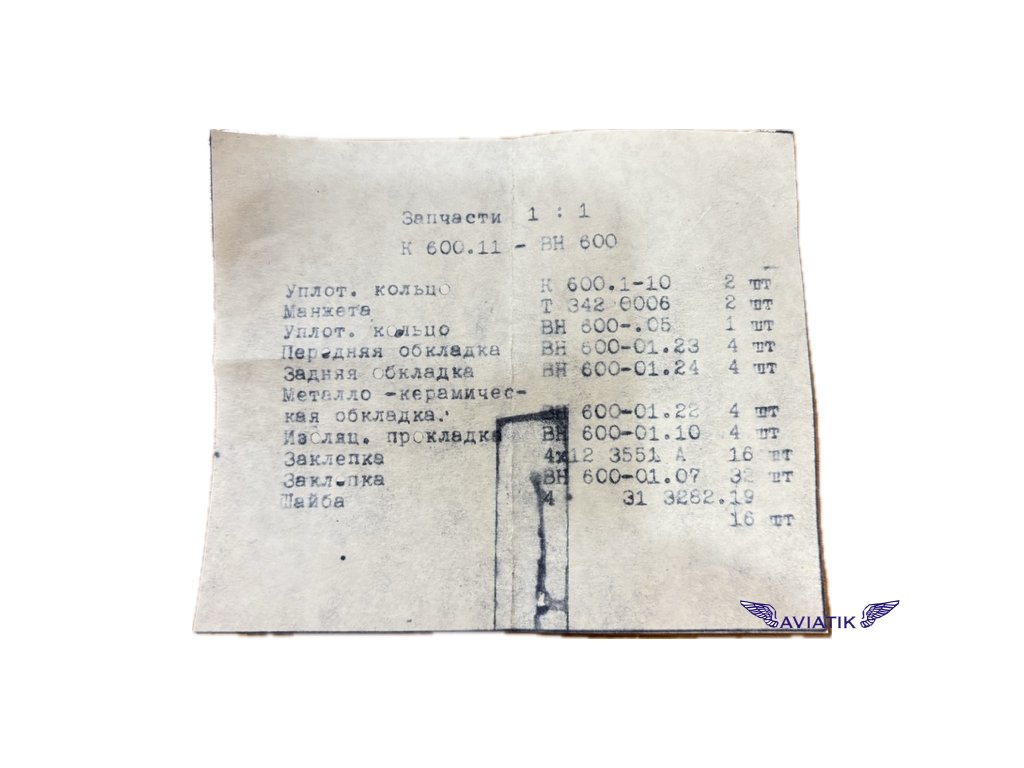 Запчасти 1 : 1
К 600.11 - ВН 600
Уплот. кольцо К 600.1-10 2 шт
Манжета Т 342 0006 2 шт
Уплот. кольцо ВН 600-.05 1 шт
Передняя обкладка ВН 600-01.23 4 шт
Задняя обкладка ВН 600-01.24 4 шт
Металло -керамичес-
кая обкладка. ВН 600-01.22 4 шт
Изоляц. прокладка ВН 600-01.10 4 шт
Заклепка 4х12 3551 А 16 шт
Заклепка ВН 600-01.07 32 шт
Шайба 4 31 3282.19
16 шт
AVIATIK